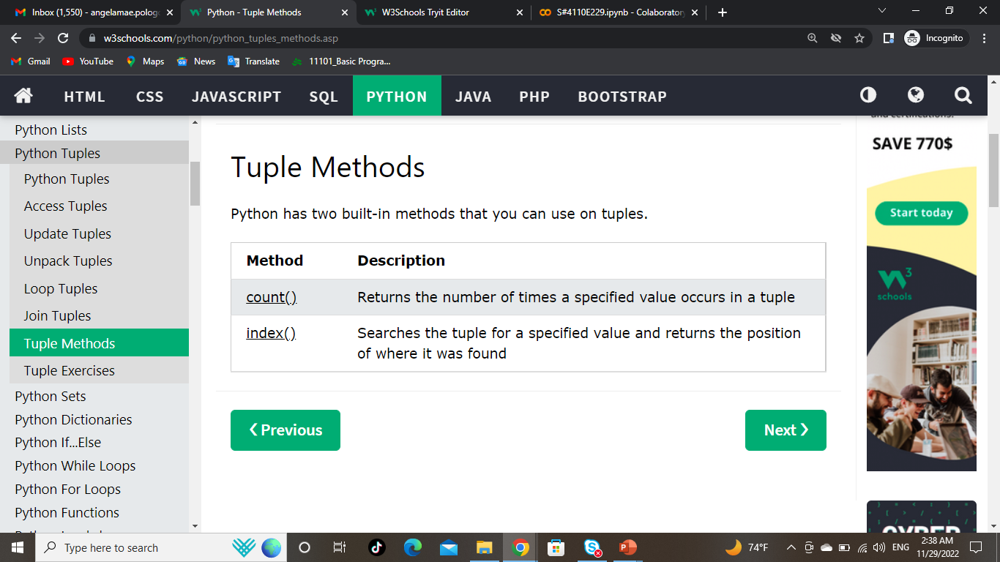 Inbox (1,550) - angelamae.polog
Python - Tuple Methods
W3Schools Tryit Editor
S#4110E229.ipynb - Colaboratory
w3schools.com/python/python_tuples_methods.asp
Incognito
Gmail
YouTube
Maps
News
Translate
11101_Basic Progra...
HTML
CSS
JAVASCRIPT
SQL
PYTHON
JAVA
PHP
BOOTSTRAP
Python Lists
Python Tuples
Python Tuples
Access Tuples
Update Tuples
Unpack Tuples
Loop Tuples
Join Tuples
Tuple Methods
Tuple Exercises
Python Sets
Python Dictionaries
Python If...Else
Python While Loops
Python For Loops
Python Functions
Tuple Methods
Python has two built-in methods that you can use on tuples.
Method Description
count() Returns the number of times a specified value occurs in a tuple
index() Searches the tuple for a specified value and returns the position
of where it was found
❮ Previous
Next ❯
and certifications.
SAVE 770$
Start today
W3
schools
CYBER
Type here to search
74°F
ENG
2:38 AM
11/29/2022